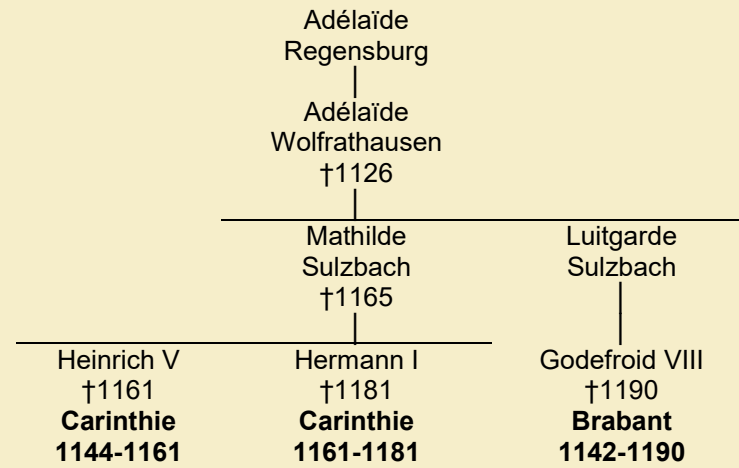 Adélaïde
Regensburg
Adélaïde
Wolfrathausen
†1126
Mathilde
Sulzbach
†1165
Luitgarde
Sulzbach
Heinrich V
†1161
Carinthie
1144-1161
Hermann I
†1181
Carinthie
1161-1181
Godefroid VIII
†1190
Brabant
1142-1190